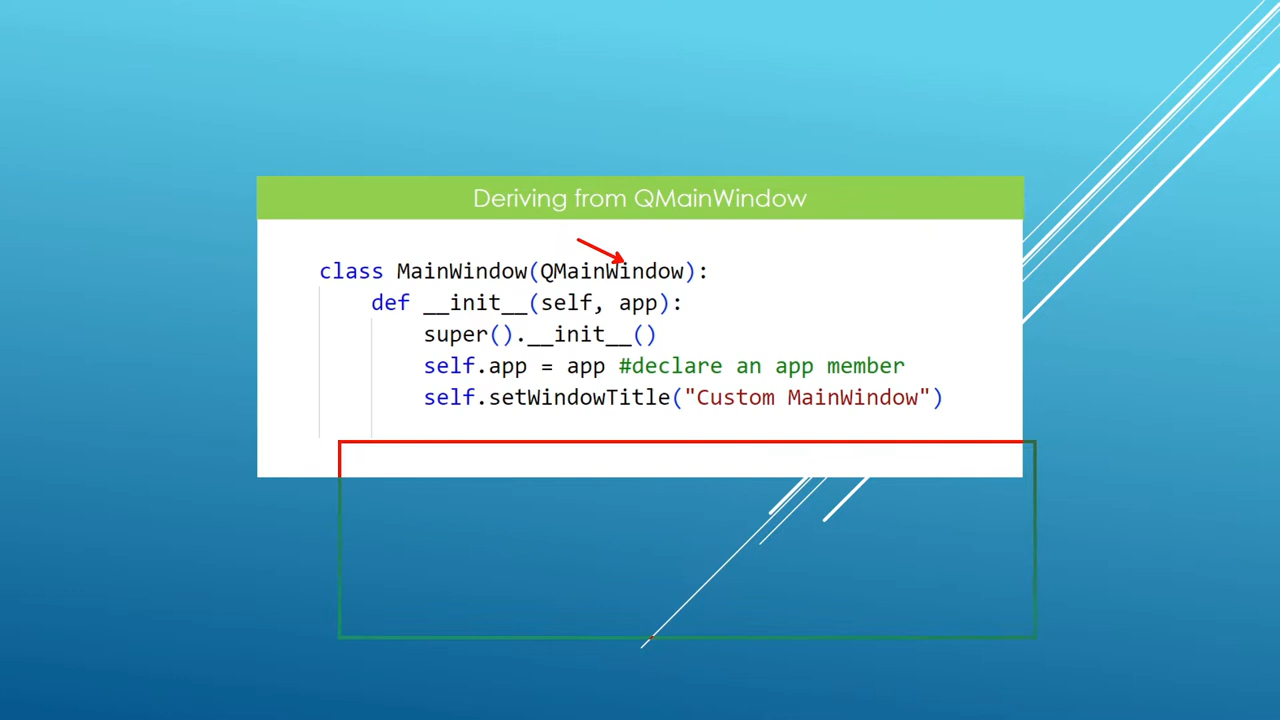 Deriving from QMainWindow
class MainWindow(QMainWindow):
def __init__(self, app):
super().__init__()
self.app = app #declare an app member
self.setWindowTitle("Custom MainWindow")